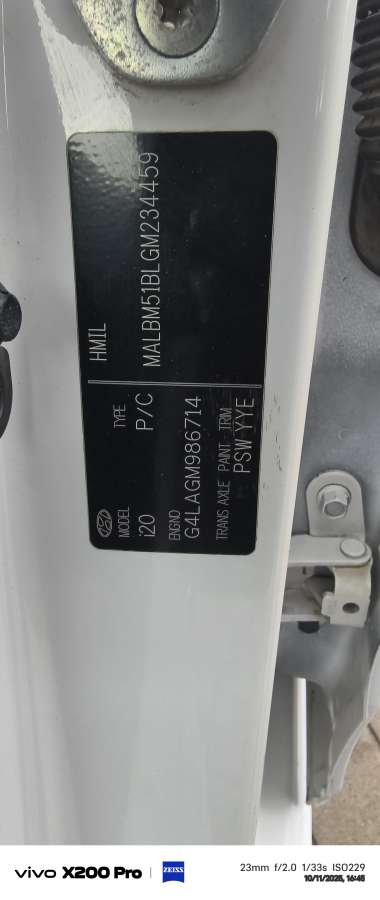 HMIL
MALBM51BLGM234459
MODEL TYPE
i20 P/C
ENGNO
G4LAGM986714
TRANS AXLE PAINT - TRIM
PSW YYE
vivo X200 Pro | ZEISS
23mm f/2.0 1/33s ISO229
10/11/2025, 16:45